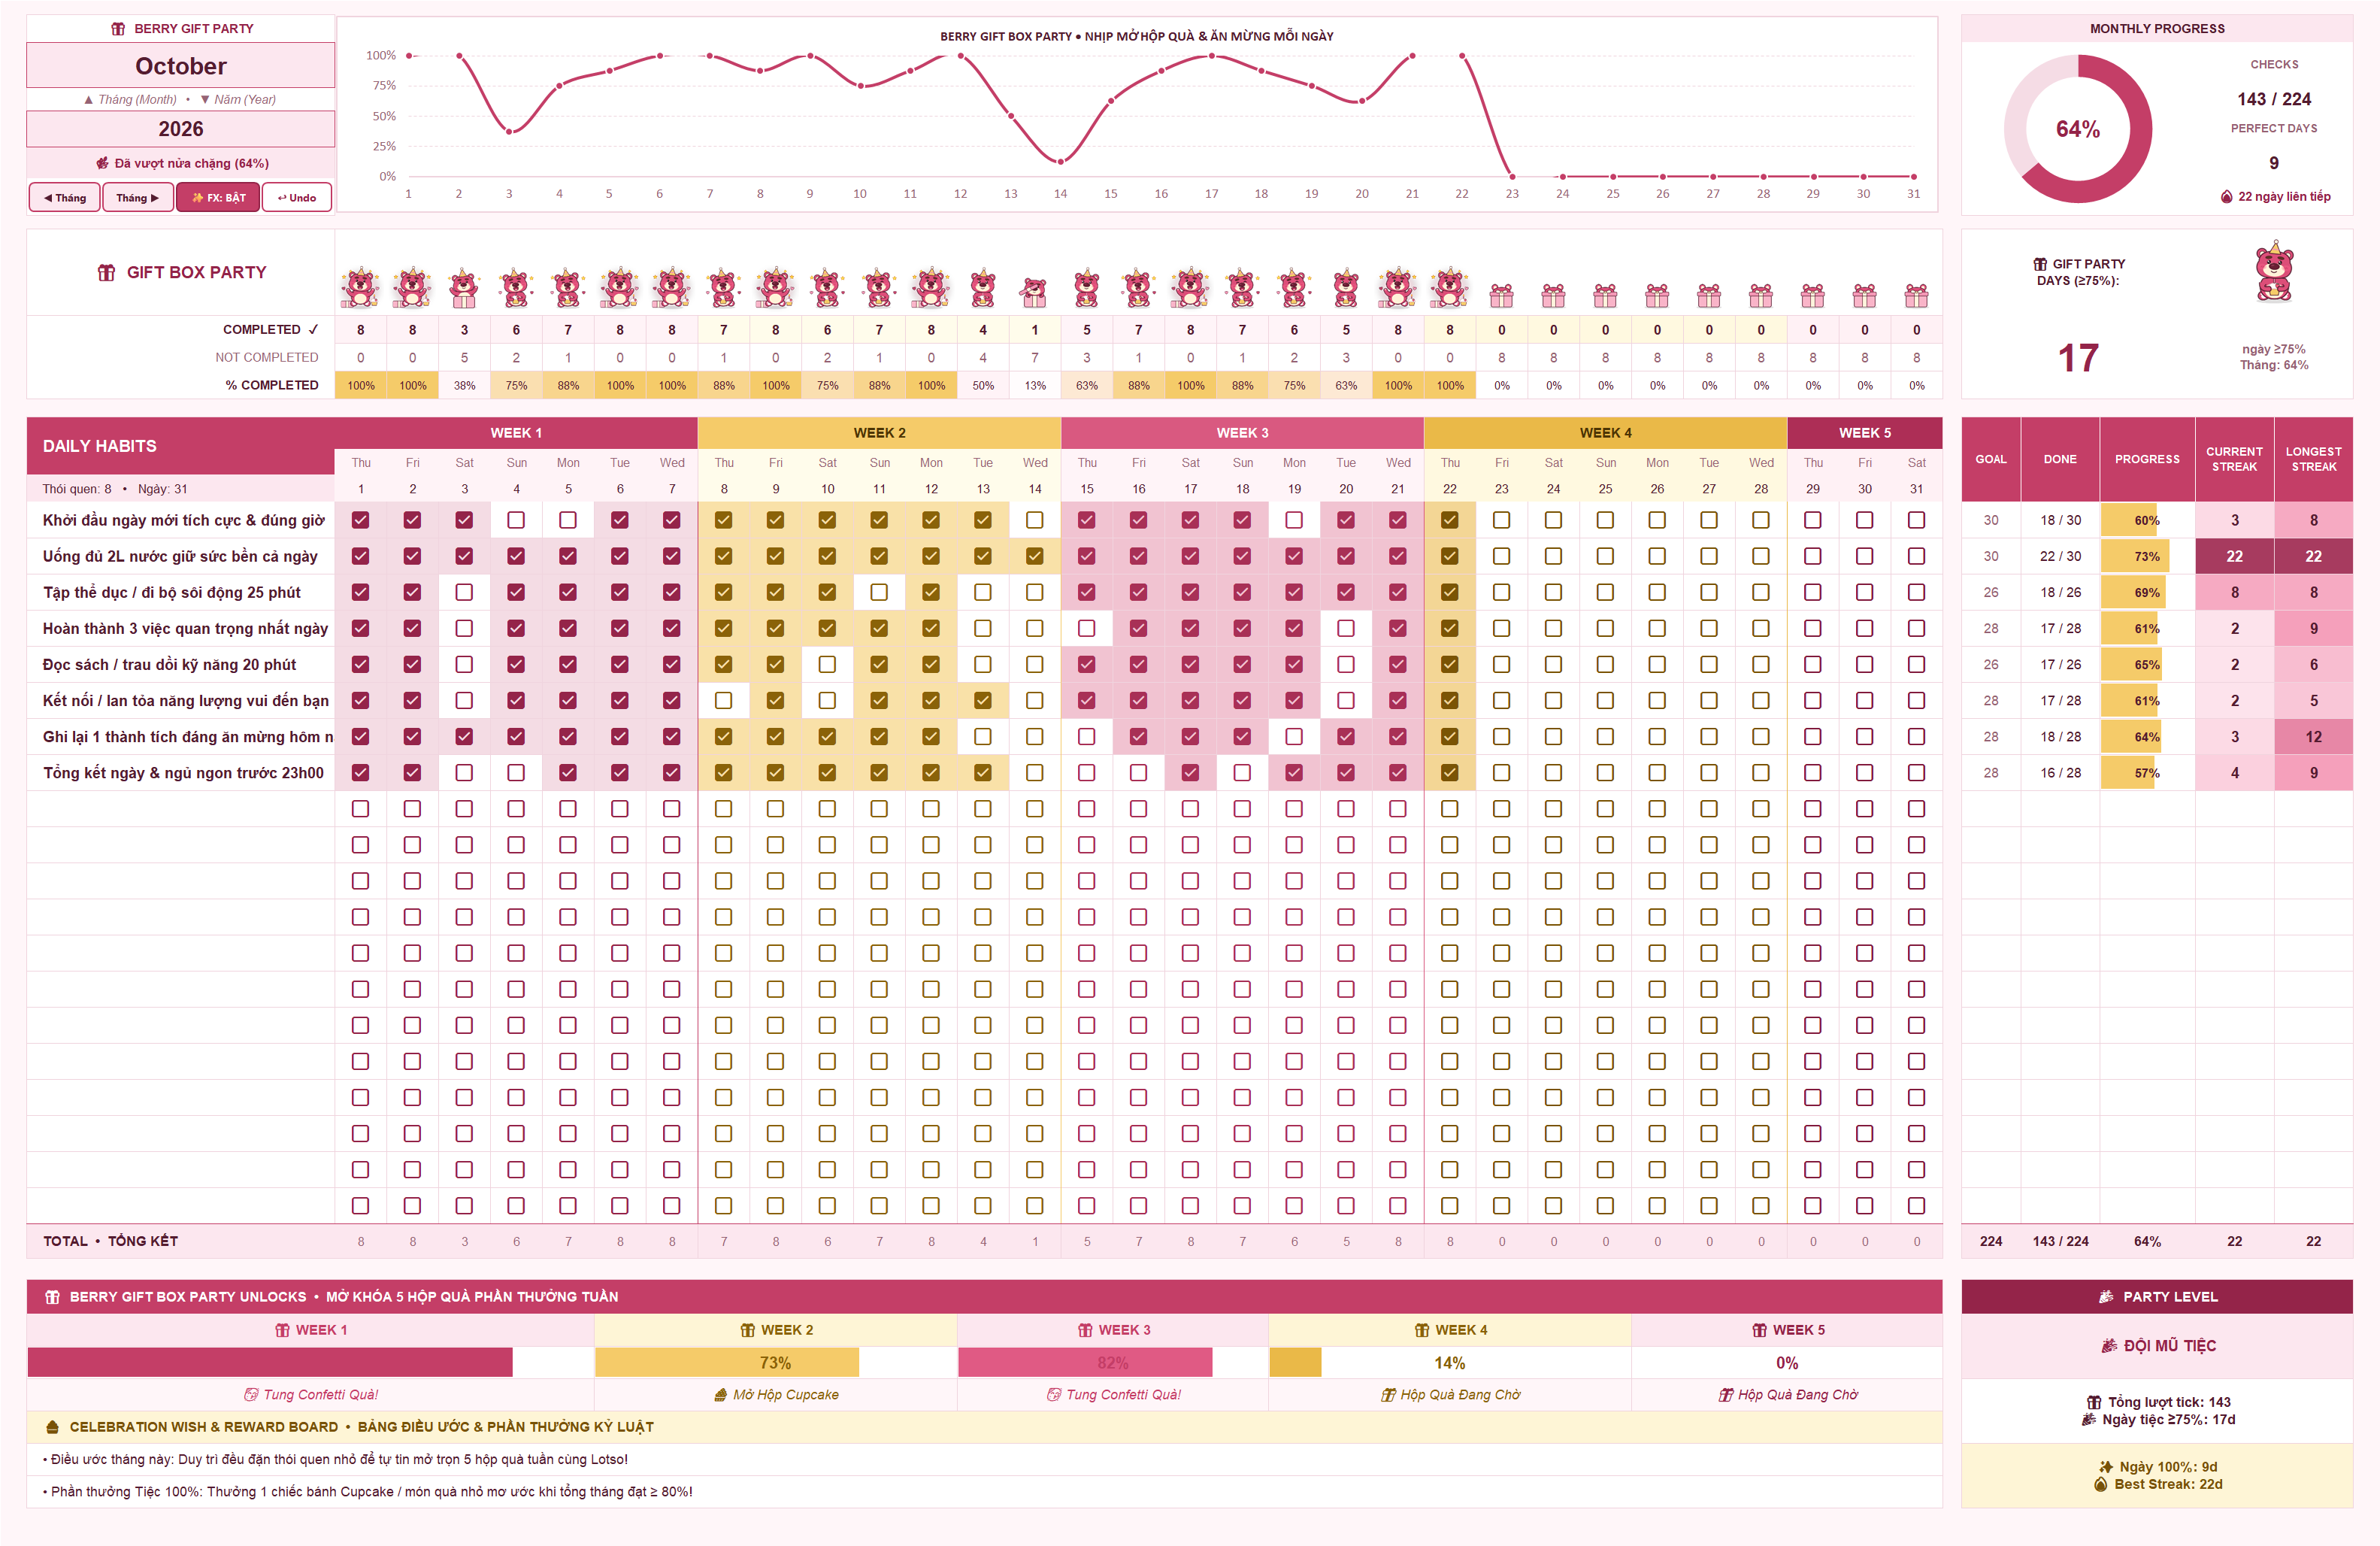 BERRY GIFT PARTY
October
▲ Tháng (Month) • ▼ Năm (Year)
2026
Đã vượt nửa chặng (64%)
◀ Tháng Tháng ▶ ✨ FX: BẬT ↩ Undo
BERRY GIFT BOX PARTY • NHỊP MỞ HỘP QUÀ & ĂN MỪNG MỖI NGÀY
100%
75%
50%
25%
0%
1 2 3 4 5 6 7 8 9 10 11 12 13 14 15 16 17 18 19 20 21 22 23 24 25 26 27 28 29 30 31
MONTHLY PROGRESS
64%
CHECKS
143 / 224
PERFECT DAYS
9
22 ngày liên tiếp
GIFT BOX PARTY
COMPLETED ✓ 8 8 3 6 7 8 8 7 8 6 7 8 4 1 5 7 8 7 6 5 8 8 0 0 0 0 0 0 0 0 0
NOT COMPLETED 0 0 5 2 1 0 0 1 0 2 1 0 4 7 3 1 0 1 2 3 0 0 8 8 8 8 8 8 8 8 8
% COMPLETED 100% 100% 38% 75% 88% 100% 100% 88% 100% 75% 88% 100% 50% 13% 63% 88% 100% 88% 75% 63% 100% 100% 0% 0% 0% 0% 0% 0% 0% 0% 0%
GIFT PARTY
DAYS (≥75%):
17
ngày ≥75%
Tháng: 64%
DAILY HABITS
WEEK 1 WEEK 2 WEEK 3 WEEK 4 WEEK 5
Thu Fri Sat Sun Mon Tue Wed Thu Fri Sat Sun Mon Tue Wed Thu Fri Sat Sun Mon Tue Wed Thu Fri Sat Sun Mon Tue Wed Thu Fri Sat
Thói quen: 8 • Ngày: 31 1 2 3 4 5 6 7 8 9 10 11 12 13 14 15 16 17 18 19 20 21 22 23 24 25 26 27 28 29 30 31
GOAL DONE PROGRESS CURRENT STREAK LONGEST STREAK
Khởi đầu ngày mới tích cực & đúng giờ 30 18 / 30 60% 3 8
Uống đủ 2L nước giữ sức bền cả ngày 30 22 / 30 73% 22 22
Tập thể dục / đi bộ sôi động 25 phút 26 18 / 26 69% 8 8
Hoàn thành 3 việc quan trọng nhất ngày 28 17 / 28 61% 2 9
Đọc sách / trau dồi kỹ năng 20 phút 26 17 / 26 65% 2 6
Kết nối / lan tỏa năng lượng vui đến bạn 28 17 / 28 61% 2 5
Ghi lại 1 thành tích đáng ăn mừng hôm n 28 18 / 28 64% 3 12
Tổng kết ngày & ngủ ngon trước 23h00 28 16 / 28 57% 4 9
TOTAL • TỔNG KẾT 8 8 3 6 7 8 8 7 8 6 7 8 4 1 5 7 8 7 6 5 8 8 0 0 0 0 0 0 0 0 0 224 143 / 224 64% 22 22
BERRY GIFT BOX PARTY UNLOCKS • MỞ KHÓA 5 HỘP QUÀ PHẦN THƯỞNG TUẦN
WEEK 1 WEEK 2 WEEK 3 WEEK 4 WEEK 5
73% 82% 14% 0%
Tung Confetti Quà! Mở Hộp Cupcake Tung Confetti Quà! Hộp Quà Đang Chờ Hộp Quà Đang Chờ
CELEBRATION WISH & REWARD BOARD • BẢNG ĐIỀU ƯỚC & PHẦN THƯỞNG KỶ LUẬT
• Điều ước tháng này: Duy trì đều đặn thói quen nhỏ để tự tin mở trọn 5 hộp quà tuần cùng Lotso!
• Phần thưởng Tiệc 100%: Thưởng 1 chiếc bánh Cupcake / món quà nhỏ mơ ước khi tổng tháng đạt ≥ 80%!
PARTY LEVEL
ĐỘI MŨ TIỆC
Tổng lượt tick: 143
Ngày tiệc ≥75%: 17d
Ngày 100%: 9d
Best Streak: 22d